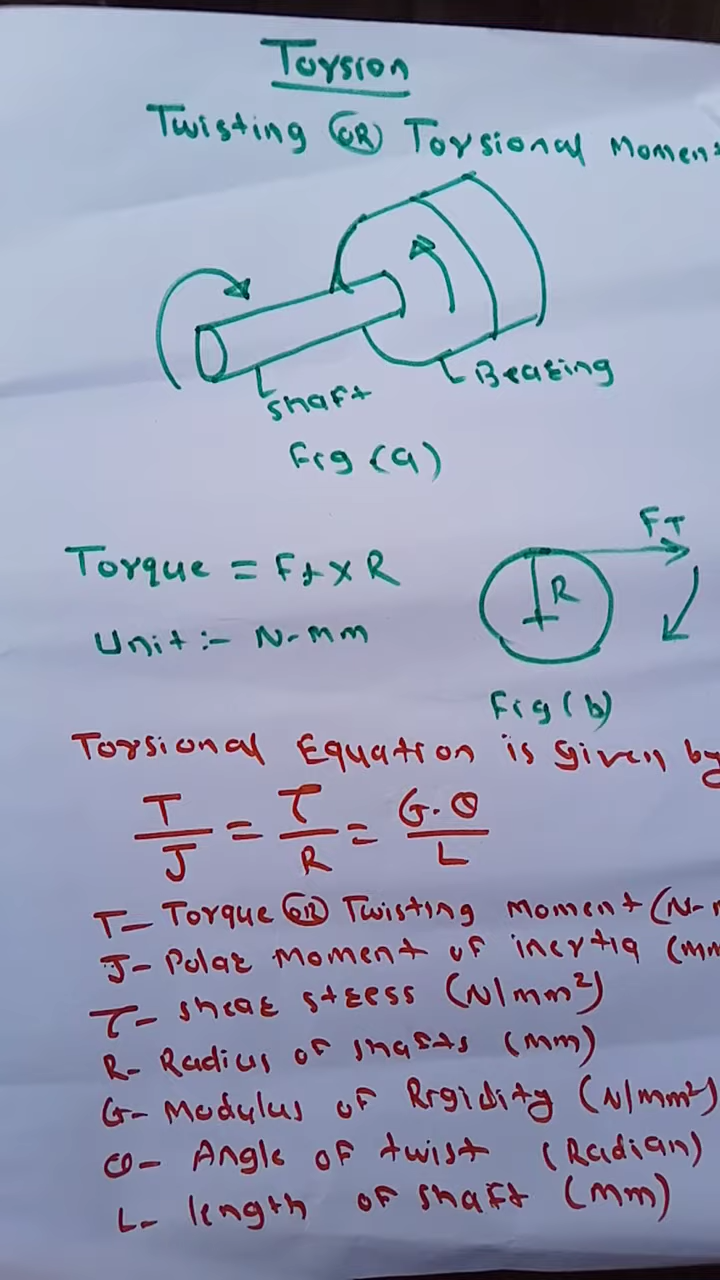 Torsion
Twisting OR Torsional Momen
Shaft
Bearing
Fig (a)
FT
Torque = Ft x R
R
Unit :- N-mm
Fig (b)
Torsional Equation is given by
T/J = τ/R = G.θ/L
T- Torque OR Twisting Moment (N-
J- Polar Moment of inertia (mm
τ- shear stress (N/mm²)
R- Radius of shafts (mm)
G- Modulus of Rigidity (N/mm²)
θ- Angle of twist (Radian)
L- length of shaft (mm)